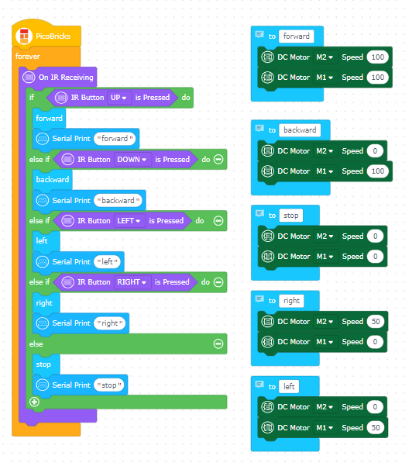 PicoBricks
forever
On IR Receiving
if IR Button UP is Pressed do
forward
Serial Print "forward"
else if IR Button DOWN is Pressed do
backward
Serial Print "backward"
else if IR Button LEFT is Pressed do
left
Serial Print "left"
else if IR Button RIGHT is Pressed do
right
Serial Print "right"
else
stop
Serial Print "stop"
to forward
DC Motor M2 Speed 100
DC Motor M1 Speed 100
to backward
DC Motor M2 Speed 0
DC Motor M1 Speed 100
to stop
DC Motor M2 Speed 0
DC Motor M1 Speed 0
to right
DC Motor M2 Speed 50
DC Motor M1 Speed 0
to left
DC Motor M2 Speed 0
DC Motor M1 Speed 50